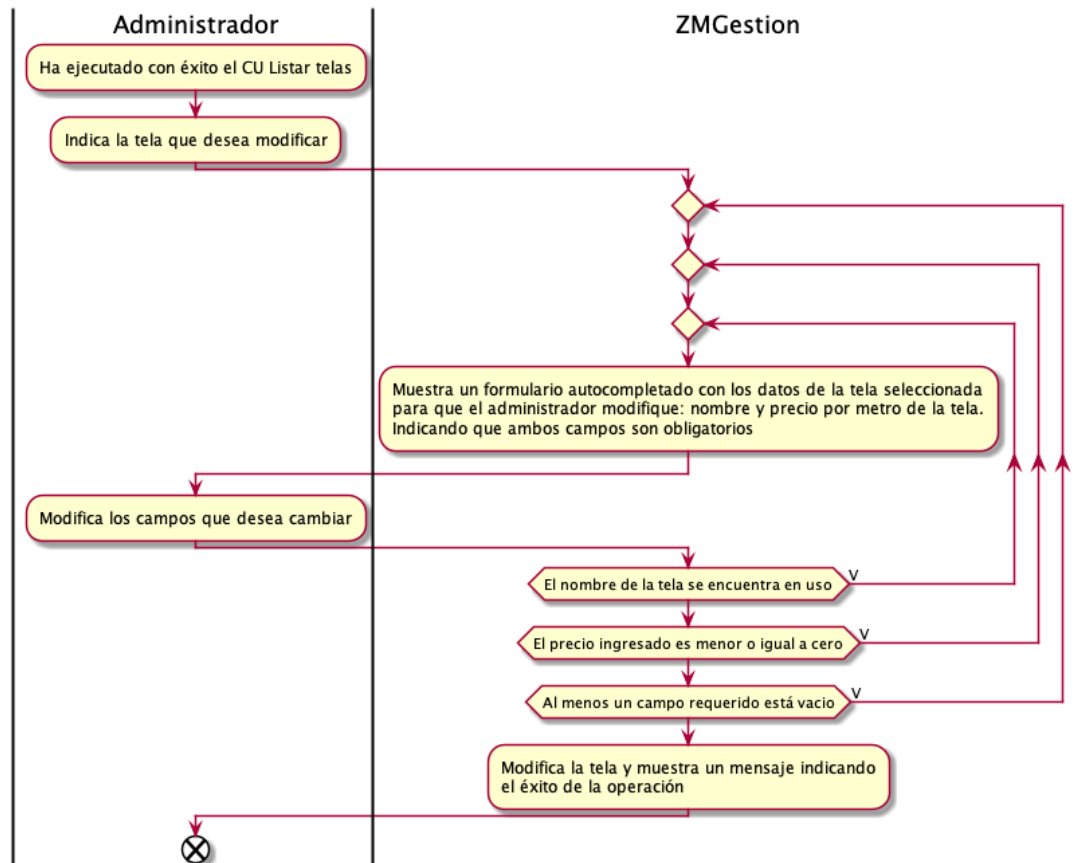 Administrador
ZMGestion
Ha ejecutado con éxito el CU Listar telas
Indica la tela que desea modificar
Muestra un formulario autocompletado con los datos de la tela seleccionada
para que el administrador modifique: nombre y precio por metro de la tela.
Indicando que ambos campos son obligatorios
Modifica los campos que desea cambiar
El nombre de la tela se encuentra en uso
V
El precio ingresado es menor o igual a cero
V
Al menos un campo requerido está vacio
V
Modifica la tela y muestra un mensaje indicando
el éxito de la operación